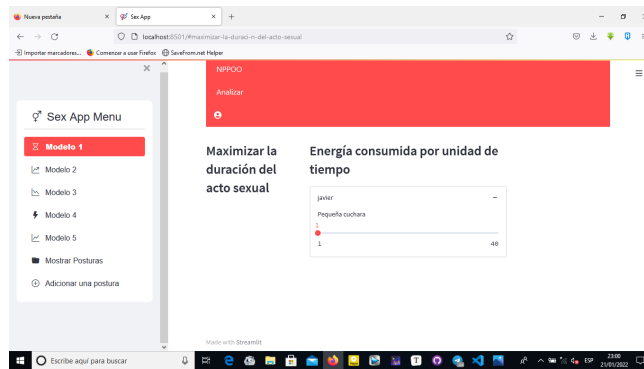 Nueva pestaña
Sex App
localhost:8501/#maximizar-la-duraci-n-del-acto-sexual
Importar marcadores... Comenzar a usar Firefox SaveFrom.net Helper
Sex App Menu
Modelo 1
Modelo 2
Modelo 3
Modelo 4
Modelo 5
Mostrar Posturas
Adicionar una postura
NPPOO
Analizar
Maximizar la
duración del
acto sexual
Energía consumida por unidad de
tiempo
javier
Pequeña cuchara
1
1 40
Made with Streamlit
Escribe aquí para buscar
ESP
23:00
21/01/2022